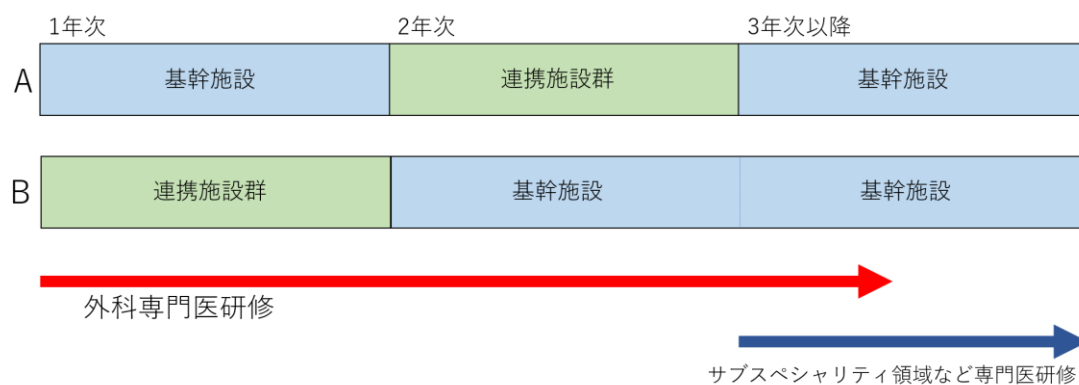 1年次 2年次 3年次以降
A 基幹施設 連携施設群 基幹施設
B 連携施設群 基幹施設 基幹施設
外科専門医研修
サブスペシャリティ領域など専門医研修